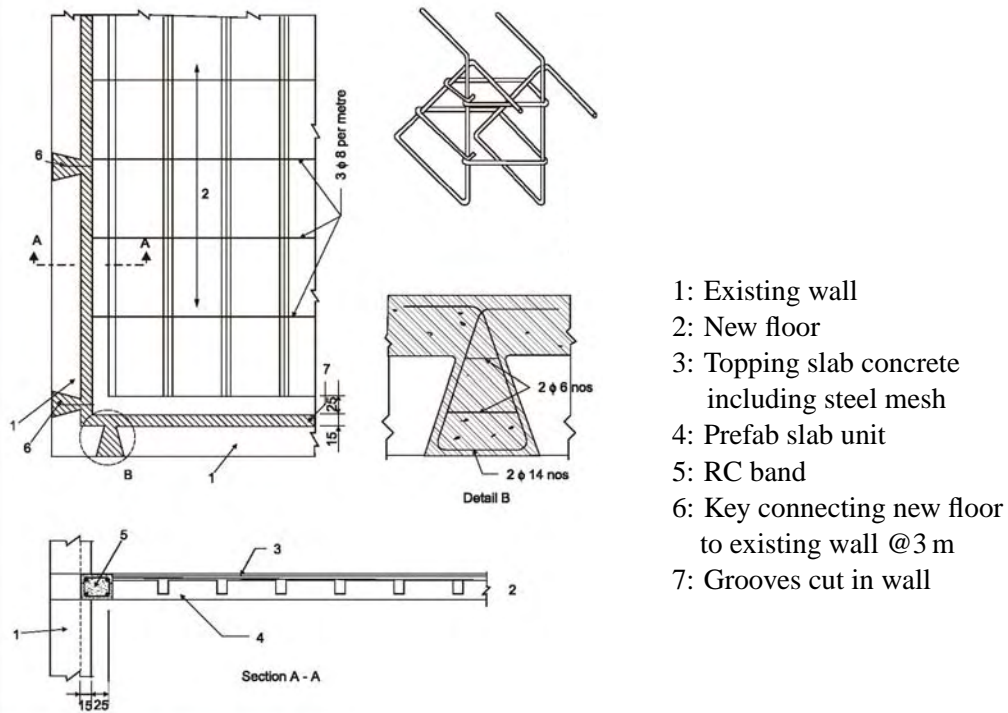 6
2
3 ϕ 8 per metre
A
A
7
25
15
1
6
B
1
2 ϕ 6 nos
2 ϕ 14 nos
Detail B
5
3
2
1
4
Section A - A
15 25
1: Existing wall
2: New floor
3: Topping slab concrete
including steel mesh
4: Prefab slab unit
5: RC band
6: Key connecting new floor
to existing wall @3 m
7: Grooves cut in wall